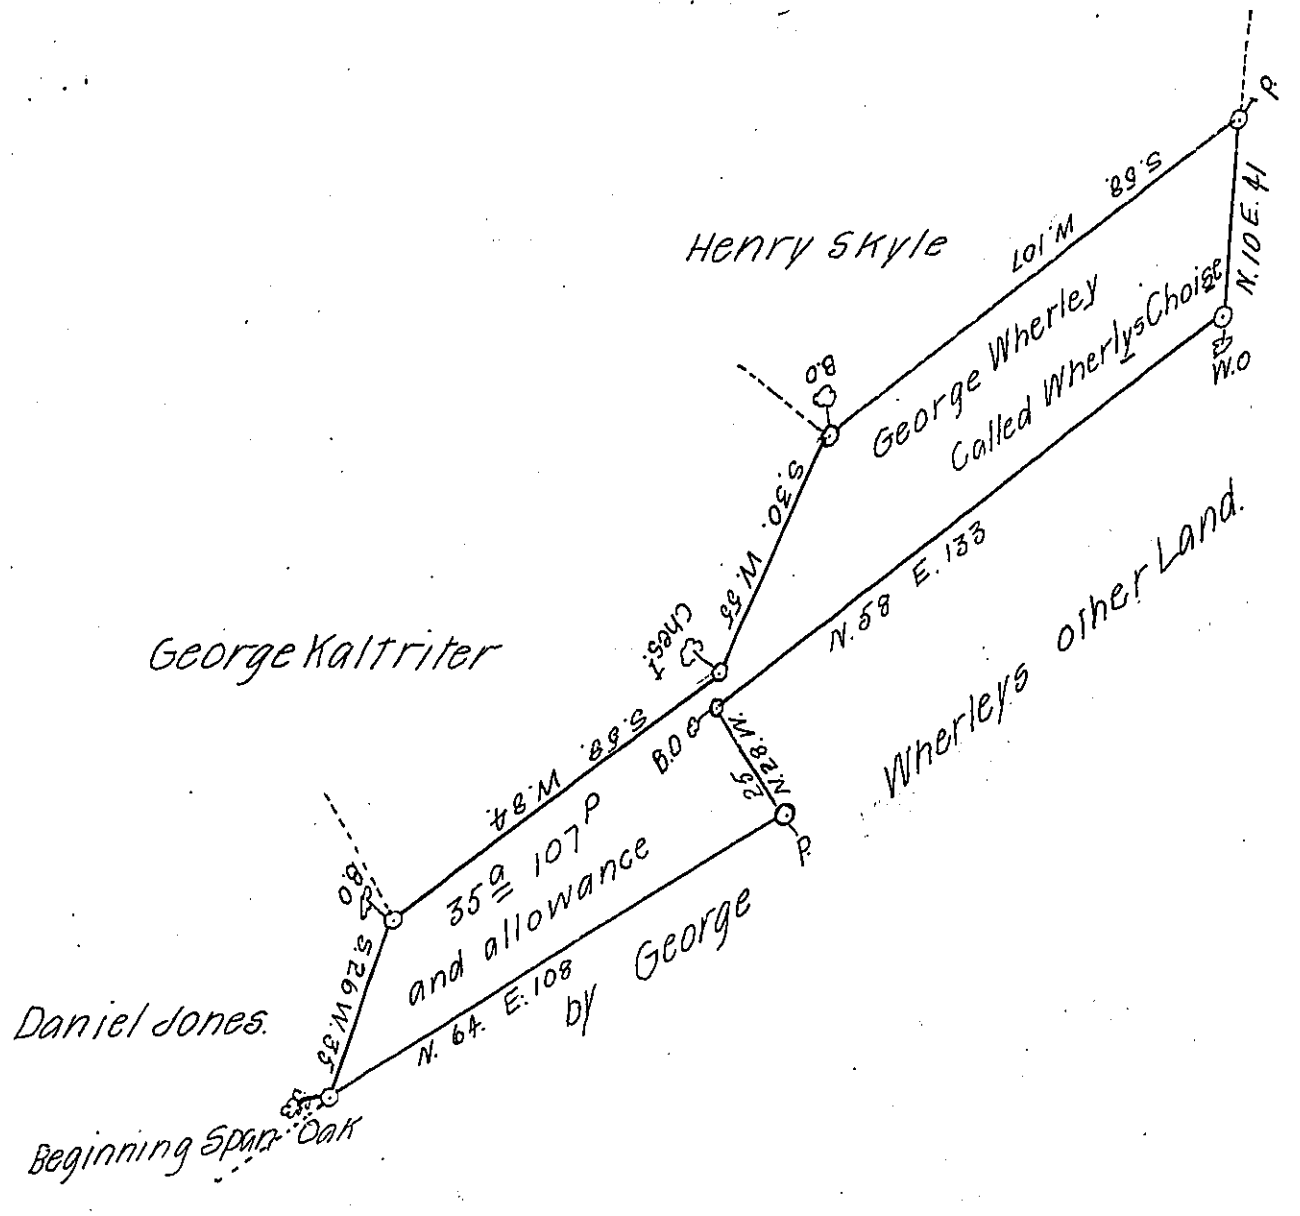 P.
S.58. W.107
N.10 E.41
Henry Skyle
George Wherley
Called Wherlys Choise
B.O
W.O
S.30. W.55
Chest
N.58 E.133
George Kaltriter
B.O
N.28.W. 25
P.
S.58. W.84.
35a 107P
and allowance
B.O
S.26 W.35
Daniel Jones.
N. 64. E.108
by George Wherleys other Land.
Beginning Span Oak